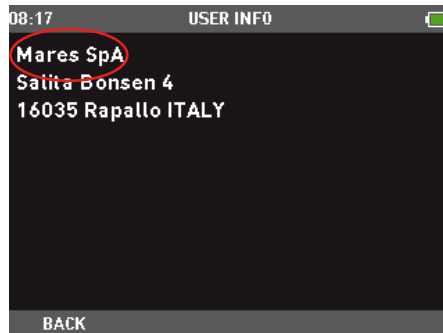 08:17 USER INFO
Mares SpA
Salita Bonsen 4
16035 Rapallo ITALY
BACK